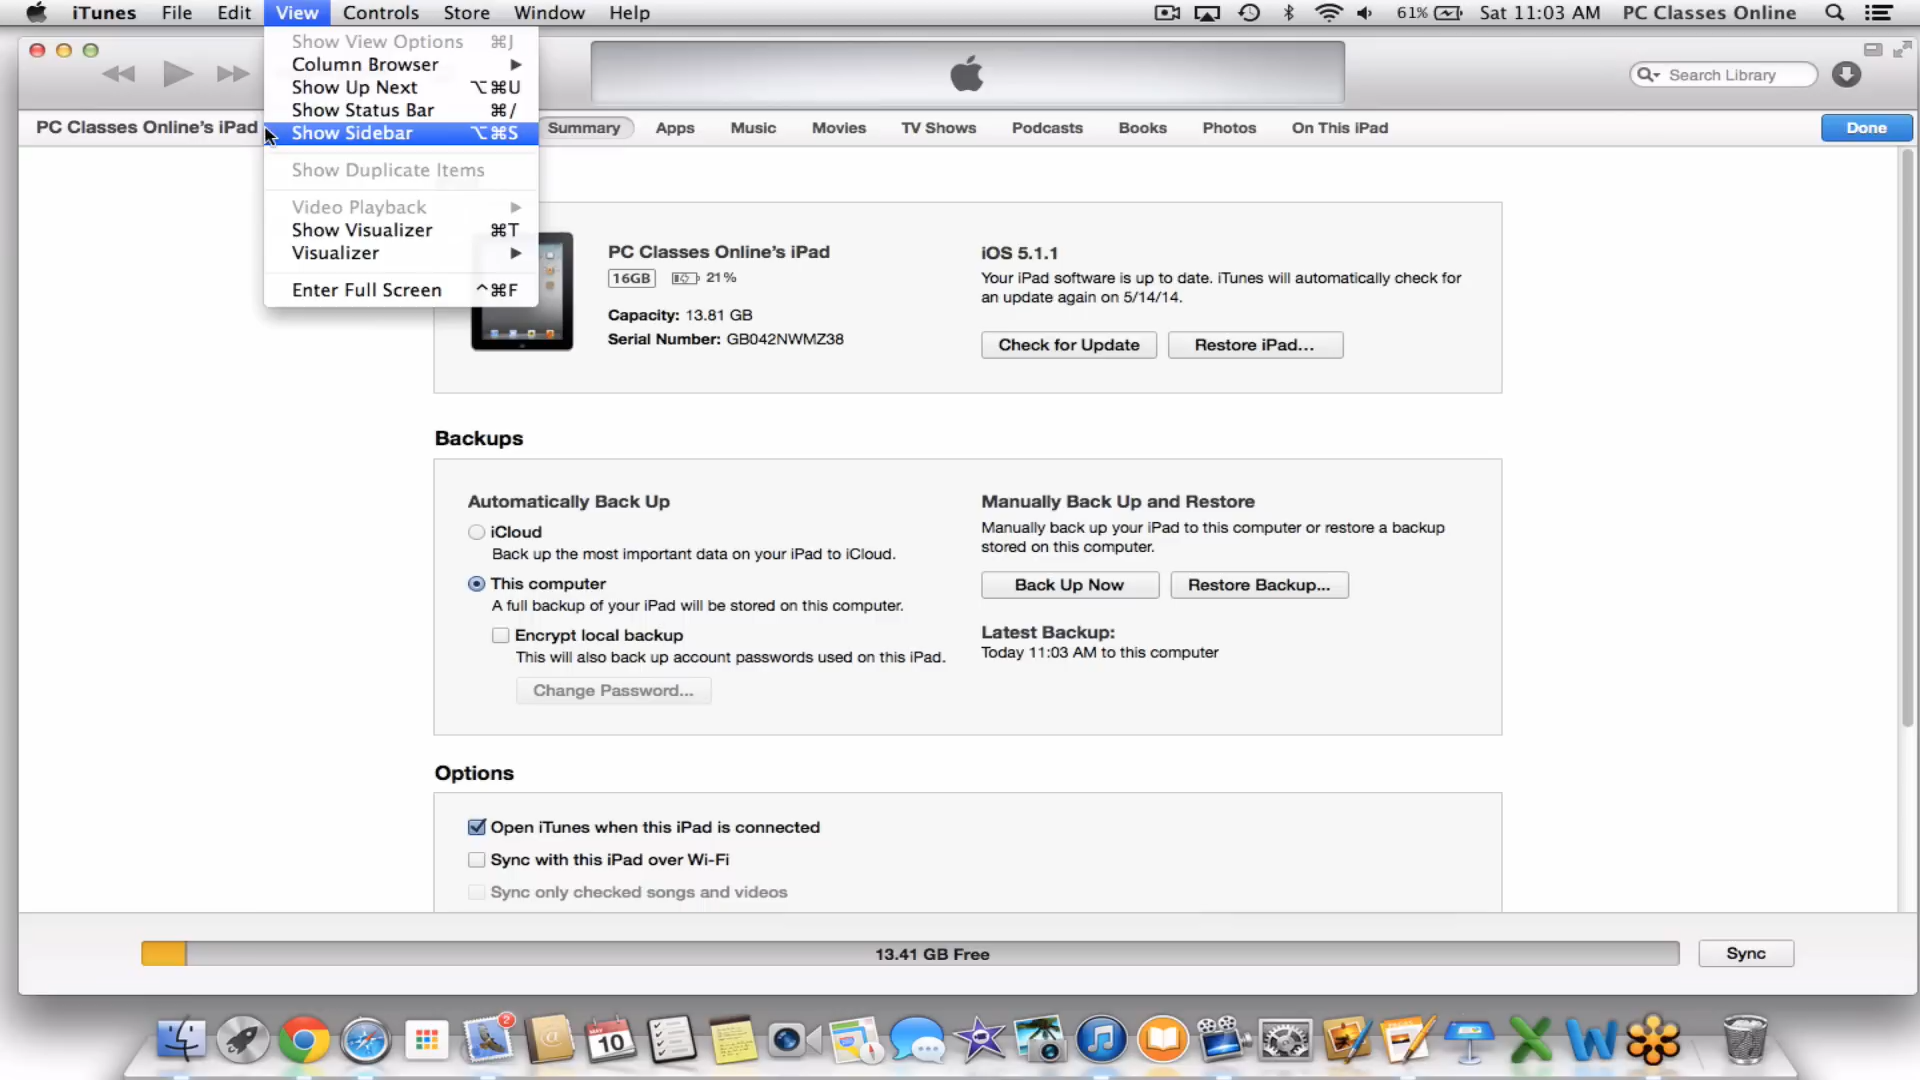 iTunes File Edit View Controls Store Window Help 61% Sat 11:03 AM PC Classes Online
Show View Options ⌘J
Column Browser ▶
Show Up Next ⌥⌘U
Show Status Bar ⌘/
Show Sidebar ⌥⌘S
Show Duplicate Items
Video Playback ▶
Show Visualizer ⌘T
Visualizer ▶
Enter Full Screen ^⌘F
Search Library
PC Classes Online's iPad Summary Apps Music Movies TV Shows Podcasts Books Photos On This iPad Done
PC Classes Online's iPad
16GB 21%
Capacity: 13.81 GB
Serial Number: GB042NWMZ38
iOS 5.1.1
Your iPad software is up to date. iTunes will automatically check for
an update again on 5/14/14.
Check for Update Restore iPad...
Backups
Automatically Back Up
iCloud
Back up the most important data on your iPad to iCloud.
This computer
A full backup of your iPad will be stored on this computer.
Encrypt local backup
This will also back up account passwords used on this iPad.
Change Password...
Manually Back Up and Restore
Manually back up your iPad to this computer or restore a backup
stored on this computer.
Back Up Now Restore Backup...
Latest Backup:
Today 11:03 AM to this computer
Options
Open iTunes when this iPad is connected
Sync with this iPad over Wi-Fi
Sync only checked songs and videos
13.41 GB Free Sync
2
10